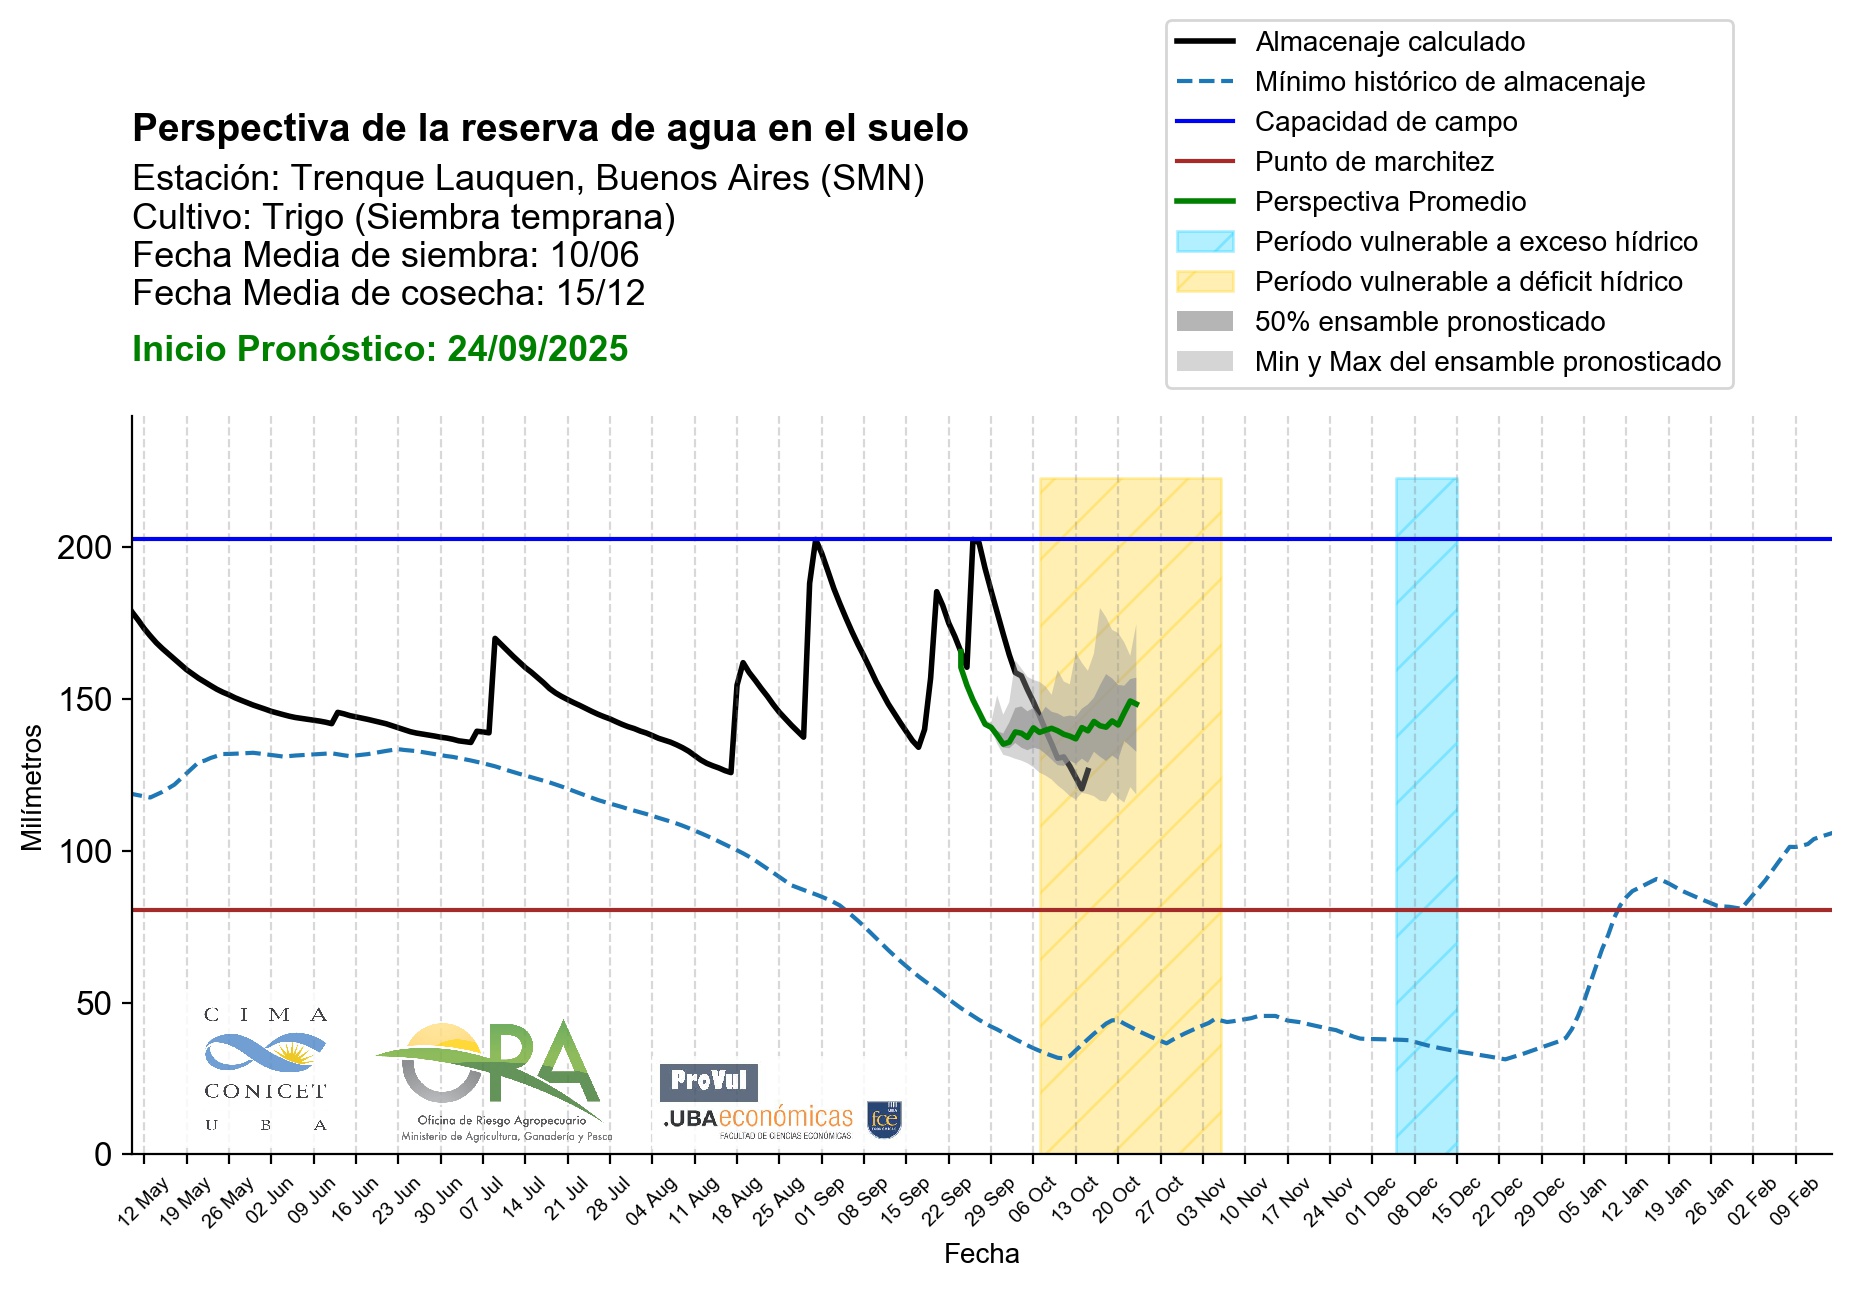 Almacenaje calculado
Mínimo histórico de almacenaje
Capacidad de campo
Punto de marchitez
Perspectiva Promedio
Período vulnerable a exceso hídrico
Período vulnerable a déficit hídrico
50% ensamble pronosticado
Min y Max del ensamble pronosticado
Perspectiva de la reserva de agua en el suelo
Estación: Trenque Lauquen, Buenos Aires (SMN)
Cultivo: Trigo (Siembra temprana)
Fecha Media de siembra: 10/06
Fecha Media de cosecha: 15/12
Inicio Pronóstico: 24/09/2025
Milímetros
200
150
100
50
0
CIMA
CONICET
UBA
ORA
Oficina de Riesgo Agropecuario
Ministerio de Agricultura, Ganadería y Pesca
ProVul
.UBAeconómicas
FACULTAD DE CIENCIAS ECONÓMICAS
UBA
fce
12 May
19 May
26 May
02 Jun
09 Jun
16 Jun
23 Jun
30 Jun
07 Jul
14 Jul
21 Jul
28 Jul
04 Aug
11 Aug
18 Aug
25 Aug
01 Sep
08 Sep
15 Sep
22 Sep
29 Sep
06 Oct
13 Oct
20 Oct
27 Oct
03 Nov
10 Nov
17 Nov
24 Nov
01 Dec
08 Dec
15 Dec
22 Dec
29 Dec
05 Jan
12 Jan
19 Jan
26 Jan
02 Feb
09 Feb
Fecha